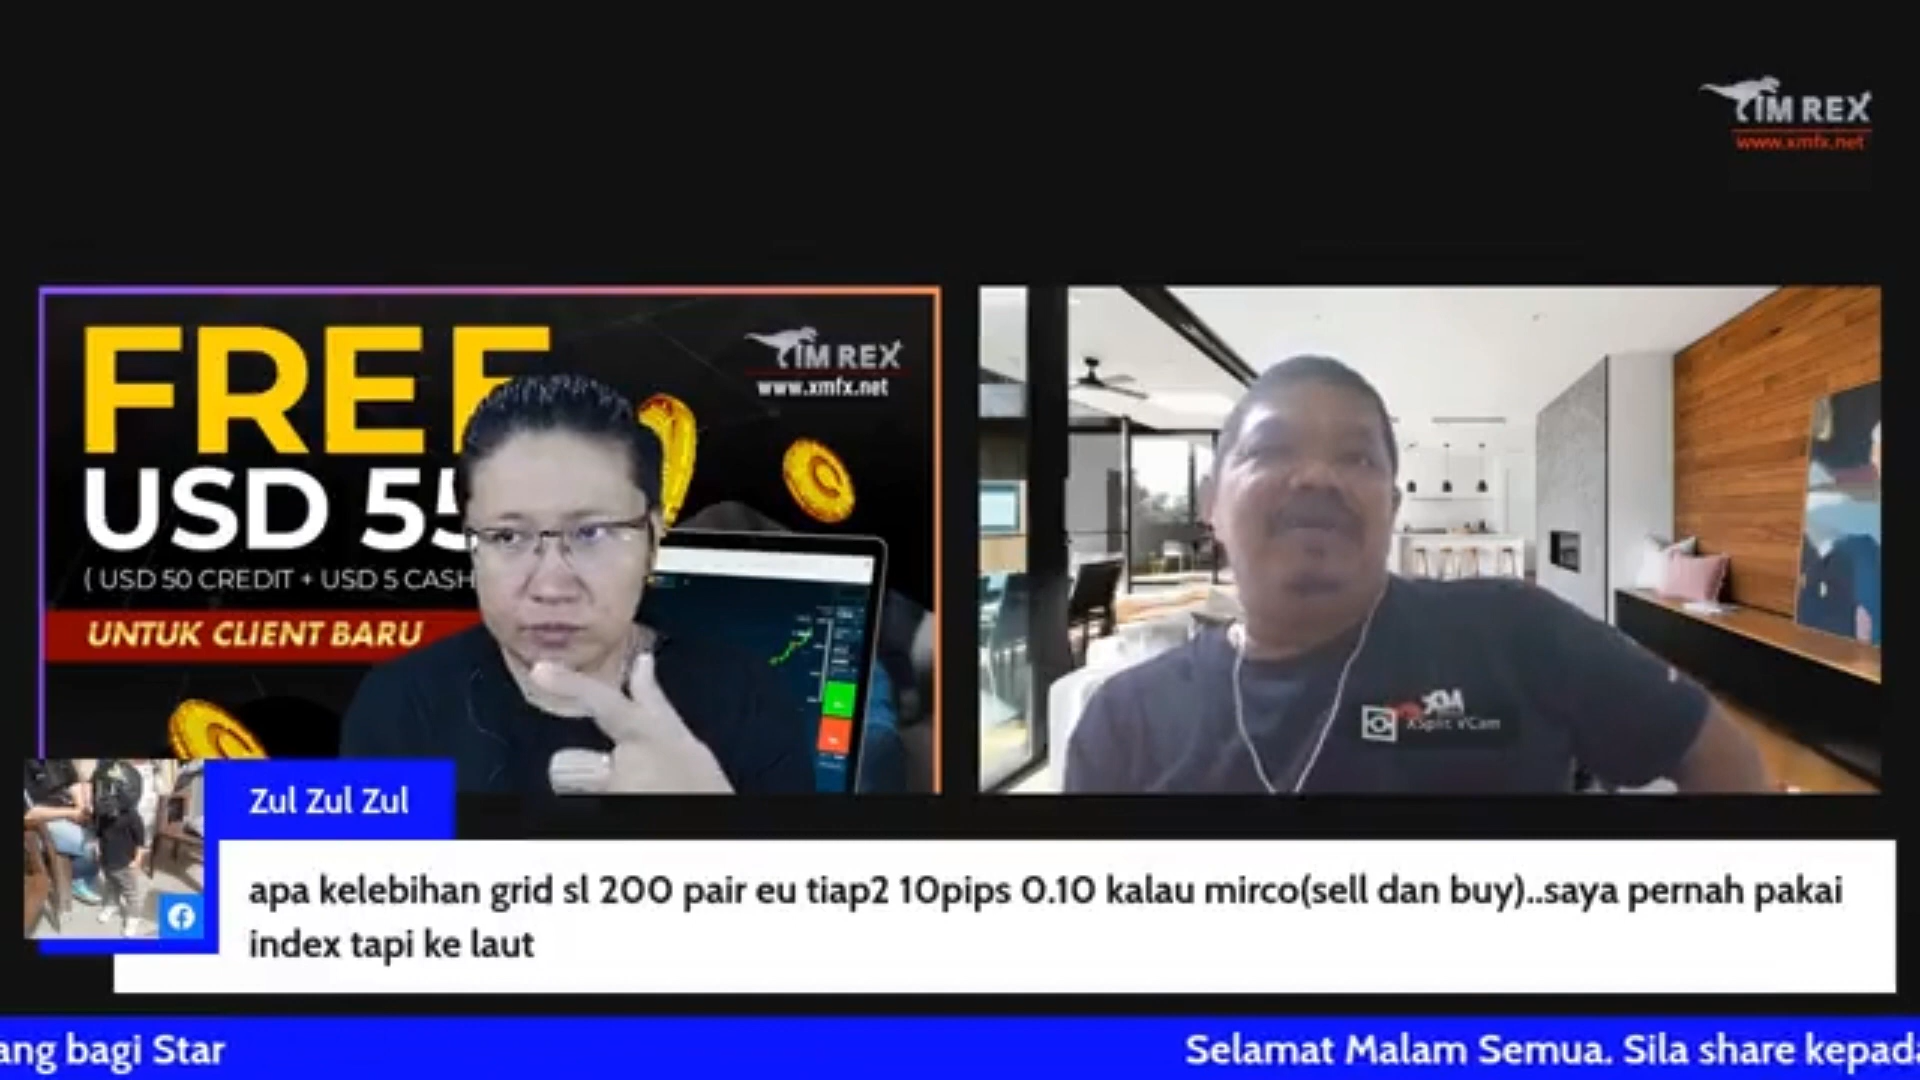 TIM REX
www.xmfx.net
FREE
USD 55
( USD 50 CREDIT + USD 5 CASH
UNTUK CLIENT BARU
TIM REX
www.xmfx.net
XSplit VCam
Zul Zul Zul
apa kelebihan grid sl 200 pair eu tiap2 10pips 0.10 kalau mirco(sell dan buy)..saya pernah pakai
index tapi ke laut
ang bagi Star
Selamat Malam Semua. Sila share kepada